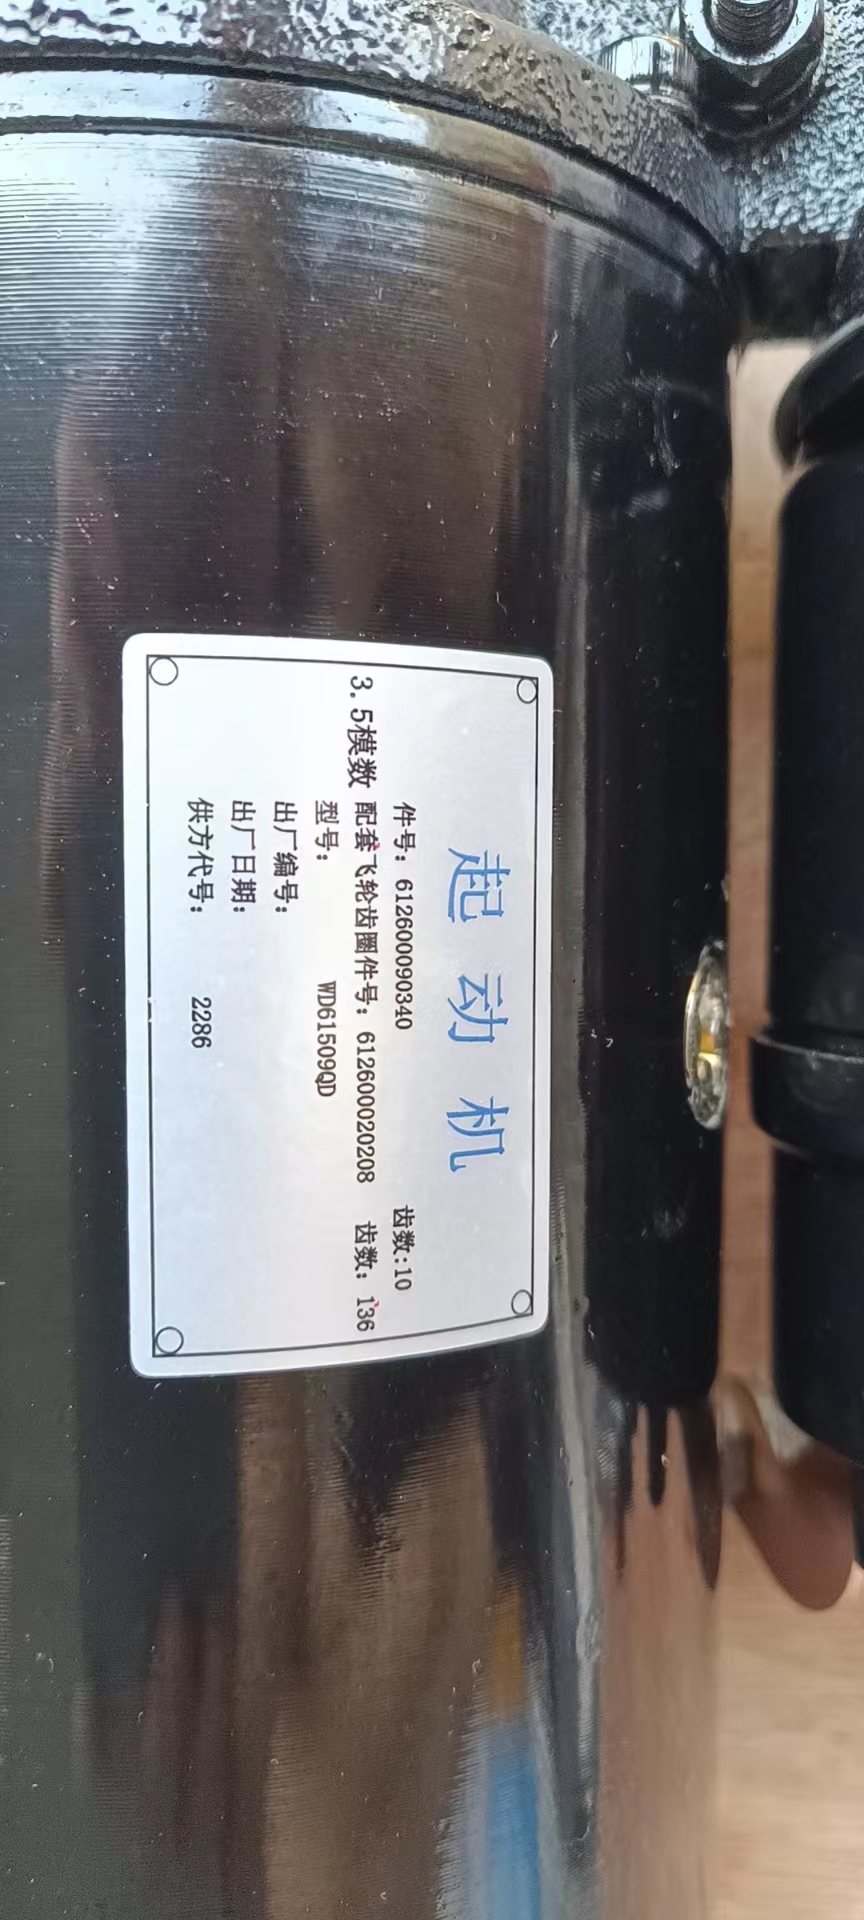 起动机
件号：612600090340 齿数:10
3.5模数 配套飞轮齿圈件号：612600020208 齿数：136
型号： WD61509QD
出厂编号：
出厂日期：
供方代号： 2286